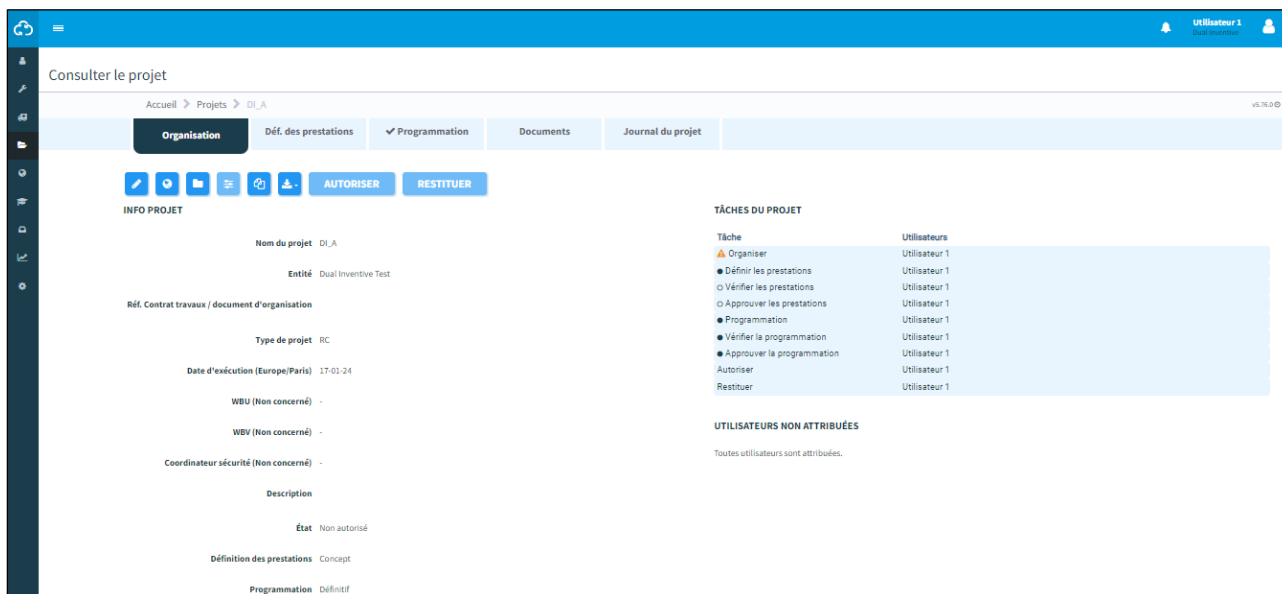 Utilisateur 1
Dual Inventive
Consulter le projet
Accueil Projets DI_A
v5.76.0
Organisation
Déf. des prestations
Programmation
Documents
Journal du projet
AUTORISER
RESTITUER
INFO PROJET
Nom du projet DI_A
Entité Dual Inventive Test
Réf. Contrat travaux / document d'organisation
Type de projet RC
Date d'exécution (Europe/Paris) 17-01-24
WBU (Non concerné) -
WBV (Non concerné) -
Coordinateur sécurité (Non concerné) -
Description
État Non autorisé
Définition des prestations Concept
Programmation Définitif
TÂCHES DU PROJET
Tâche Utilisateurs
Organiser Utilisateur 1
Définir les prestations Utilisateur 1
Vérifier les prestations Utilisateur 1
Approuver les prestations Utilisateur 1
Programmation Utilisateur 1
Vérifier la programmation Utilisateur 1
Approuver la programmation Utilisateur 1
Autoriser Utilisateur 1
Restituer Utilisateur 1
UTILISATEURS NON ATTRIBUÉES
Toutes utilisateurs sont attribuées.